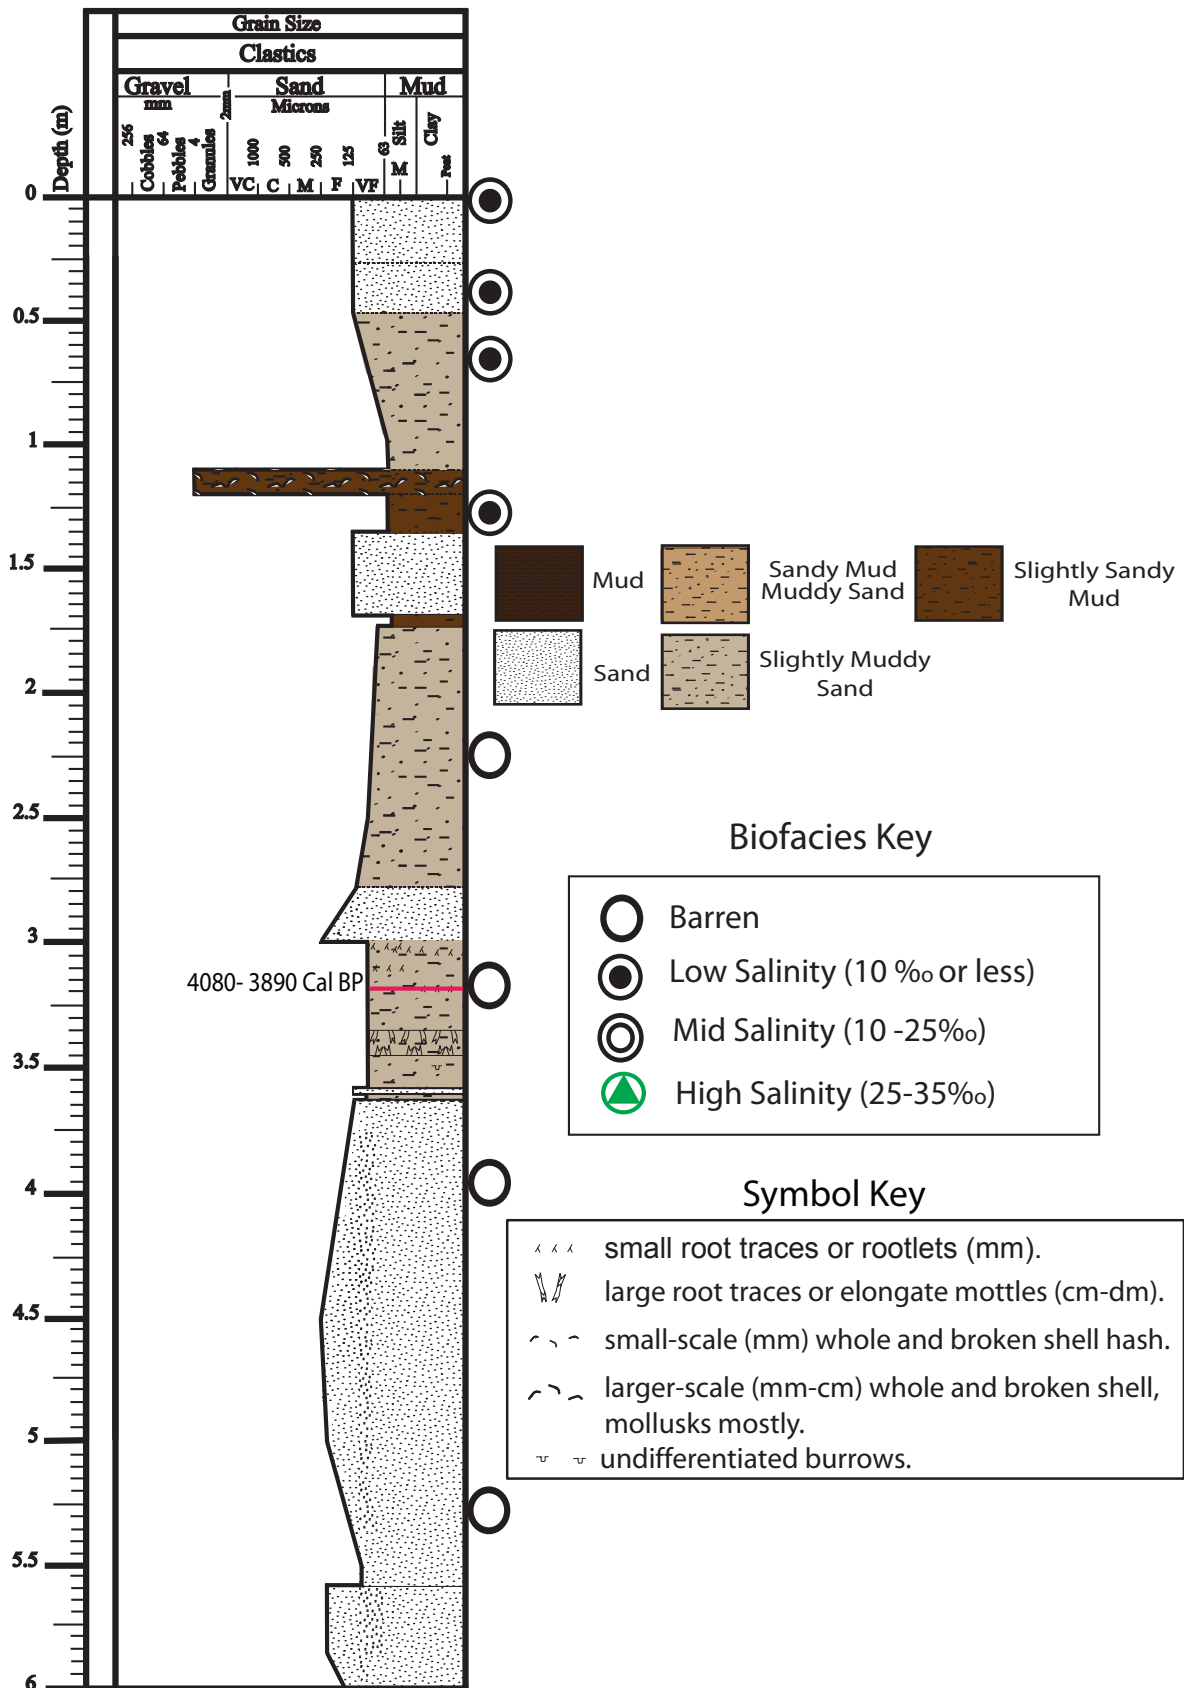 Grain Size
Clastics
Gravel Sand Mud
mm Microns
Depth (m)
256 Cobbles 64 Pebbles 4 Granules 2mm 1000 500 250 125 63 Silt Clay
VC C M F VF M Peat
0
0.5
1
1.5
Mud
Sandy Mud
Muddy Sand
Slightly Sandy
Mud
Sand
Slightly Muddy
Sand
2
2.5
3
4080- 3890 Cal BP
3.5
4
4.5
5
5.5
6
Biofacies Key
Barren
Low Salinity (10 ‰ or less)
Mid Salinity (10 -25‰)
High Salinity (25-35‰)
Symbol Key
small root traces or rootlets (mm).
large root traces or elongate mottles (cm-dm).
small-scale (mm) whole and broken shell hash.
larger-scale (mm-cm) whole and broken shell,
mollusks mostly.
undifferentiated burrows.